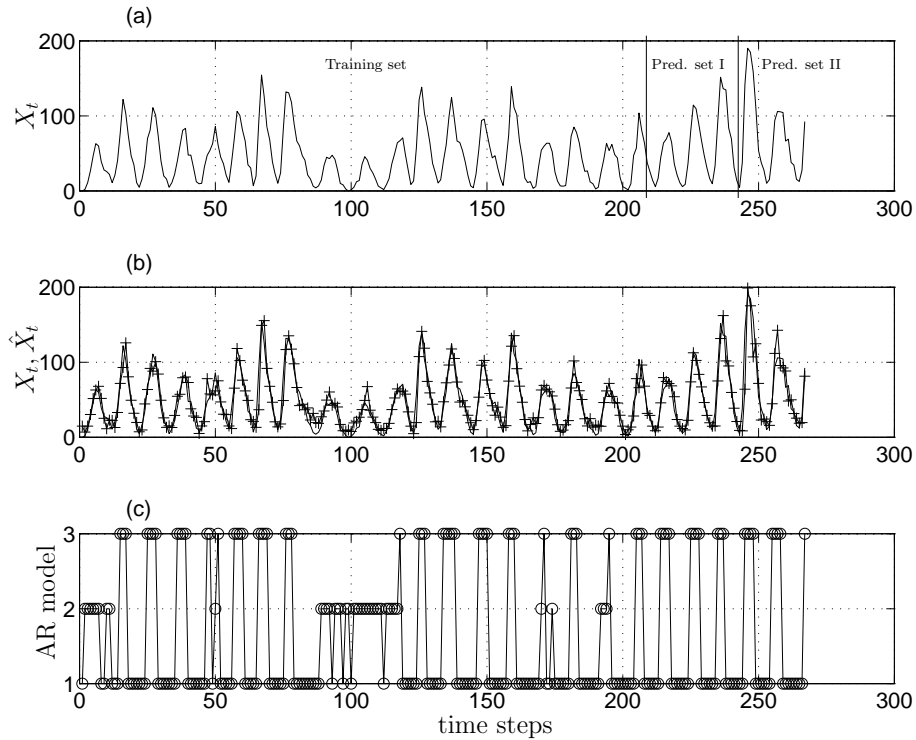 (a)
200
100
0
X_t
Training set
Pred. set I
Pred. set II
0 50 100 150 200 250 300
(b)
200
100
0
X_t, X̂_t
0 50 100 150 200 250 300
(c)
3
2
1
AR model
0 50 100 150 200 250 300
time steps